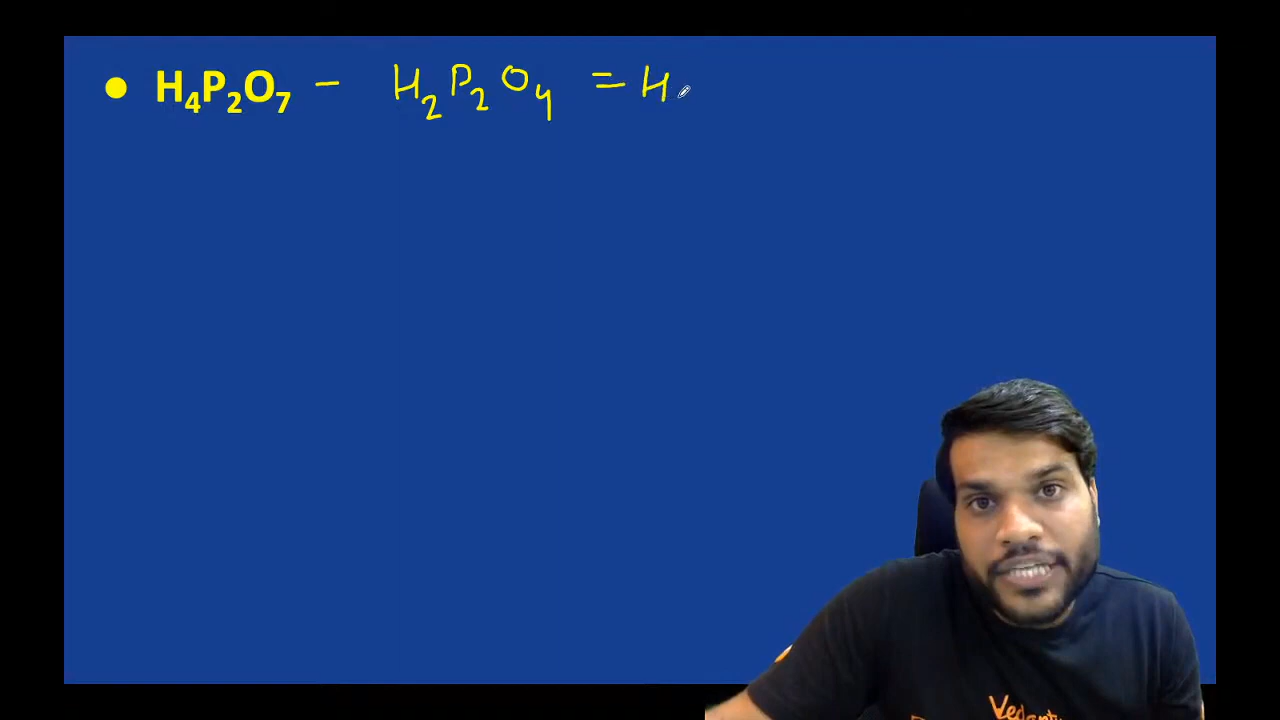 ● H₄P₂O₇ - H₂P₂O₄ = H